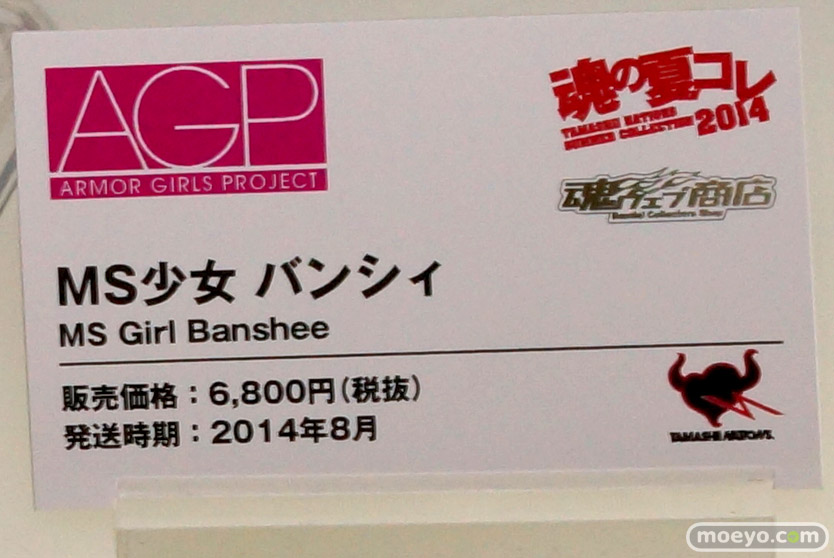 AGP
ARMOR GIRLS PROJECT
魂の夏コレ
TAMASHII NATIONS
SUMMER COLLECTION 2014
魂ウェブ商店
Bandai Collectors Shop
MS少女 バンシィ
MS Girl Banshee
販売価格：6,800円（税抜）
発送時期：2014年8月
TAMASHII NATIONS
moeyo.com